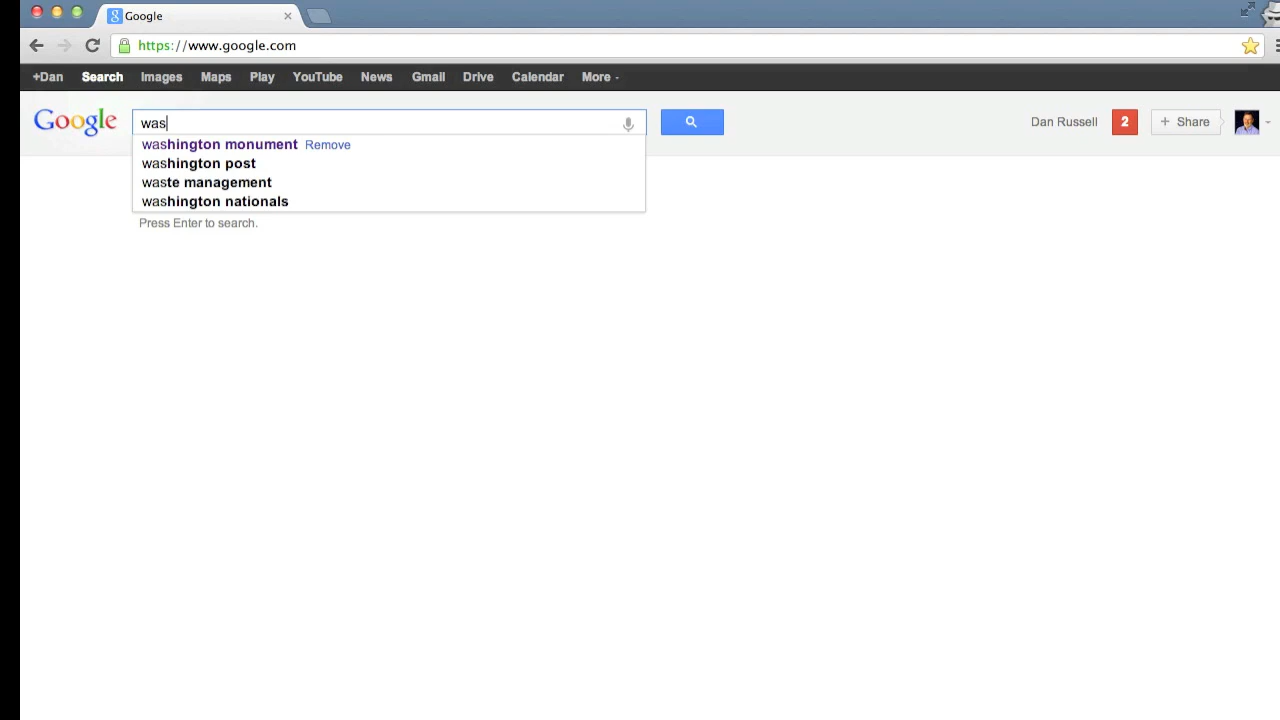 Google
https://www.google.com
+Dan Search Images Maps Play YouTube News Gmail Drive Calendar More
Google was Dan Russell 2 + Share
washington monument Remove
washington post
waste management
washington nationals
Press Enter to search.